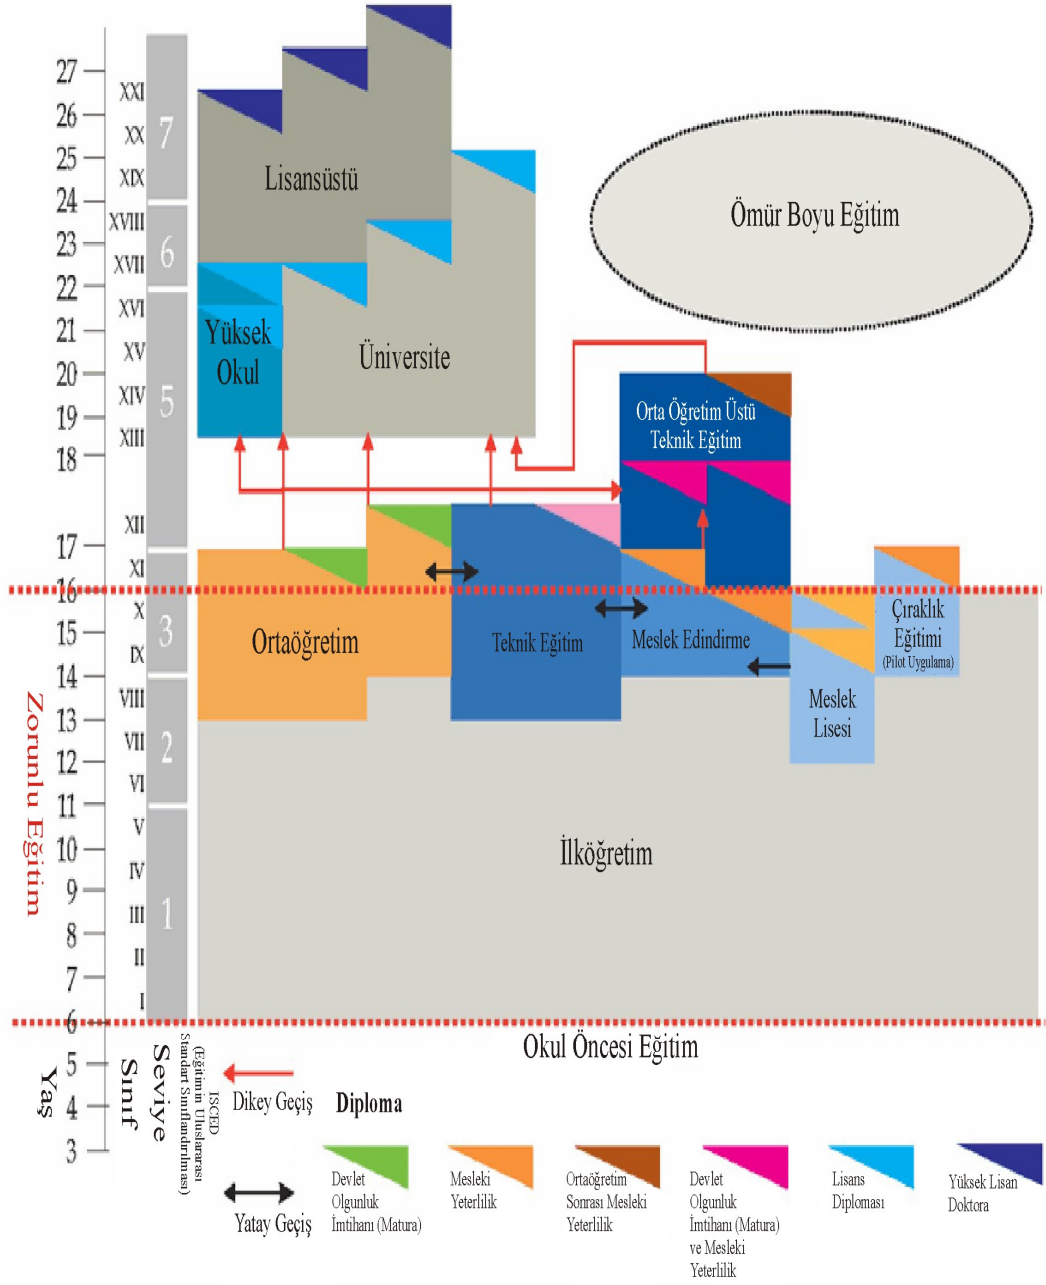 27
26
25
24
23
22
21
20
19
18
17
16
15
14
13
12
11
10
9
8
7
6
5
4
3
Yaş
XXI
XX
XIX
XVIII
XVII
XVI
XV
XIV
XIII
XII
XI
X
IX
VIII
VII
VI
V
IV
III
II
I
Sınıf
7
6
5
3
2
1
Seviye
ISCED
(Eğitimin Uluslararası
Standart Sınıflandırılması)
Zorunlu Eğitim
Lisansüstü
Ömür Boyu Eğitim
Yüksek
Okul
Üniversite
Orta Öğretim Üstü
Teknik Eğitim
Ortaöğretim
Teknik Eğitim
Meslek Edindirme
Çıraklık
Eğitimi
(Pilot Uygulama)
Meslek
Lisesi
İlköğretim
Okul Öncesi Eğitim
Dikey Geçiş
Diploma
Yatay Geçiş
Devlet
Olgunluk
İmtihanı (Matura)
Mesleki
Yeterlilik
Ortaöğretim
Sonrası Mesleki
Yeterlilik
Devlet
Olgunluk
İmtihanı (Matura)
ve Mesleki
Yeterlilik
Lisans
Diploması
Yüksek Lisan
Doktora